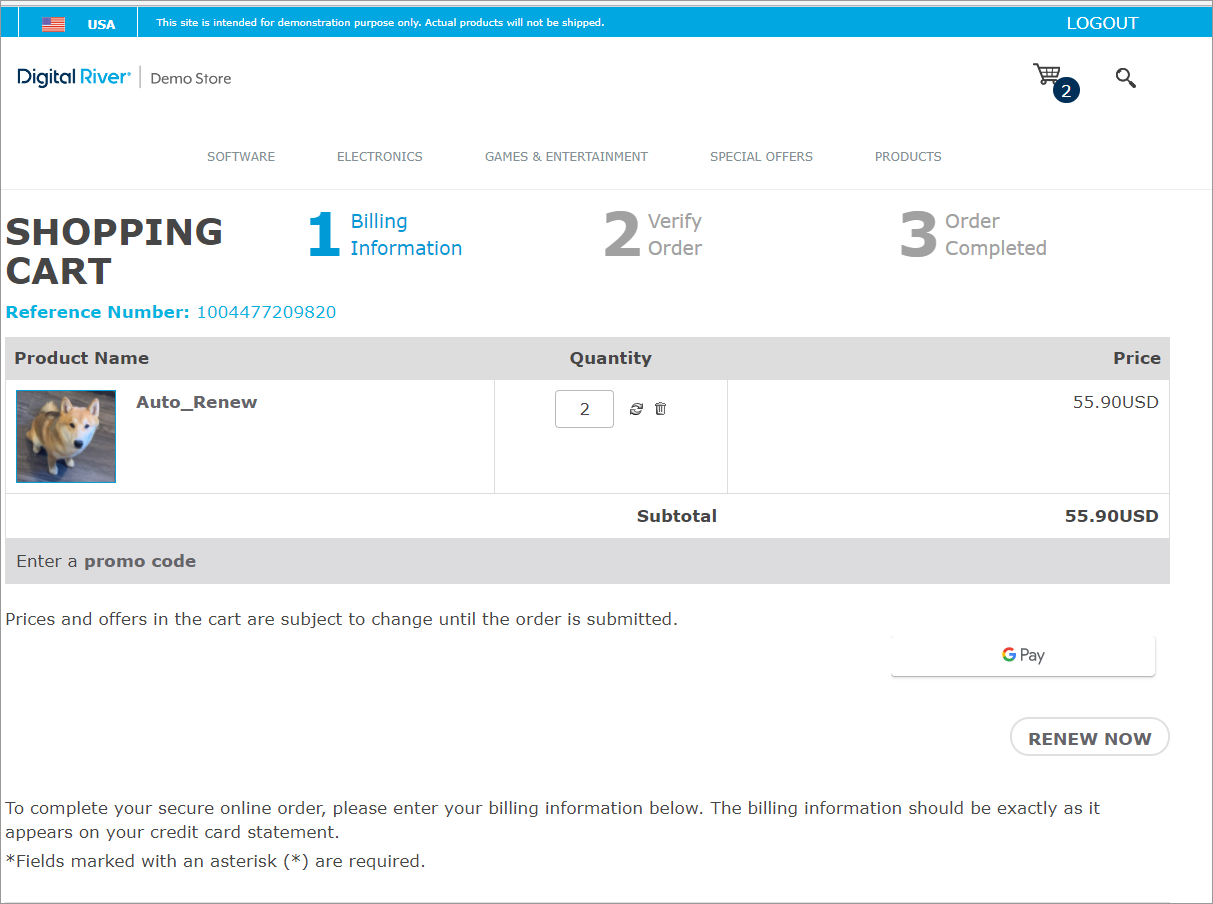 USA
This site is intended for demonstration purpose only. Actual products will not be shipped.
LOGOUT
Digital River Demo Store
2
SOFTWARE ELECTRONICS GAMES & ENTERTAINMENT SPECIAL OFFERS PRODUCTS
SHOPPING
CART
1 Billing
Information
2 Verify
Order
3 Order
Completed
Reference Number: 1004477209820
Product Name Quantity Price
Auto_Renew 2 55.90USD
Subtotal 55.90USD
Enter a promo code
Prices and offers in the cart are subject to change until the order is submitted.
G Pay
RENEW NOW
To complete your secure online order, please enter your billing information below. The billing information should be exactly as it
appears on your credit card statement.
*Fields marked with an asterisk (*) are required.